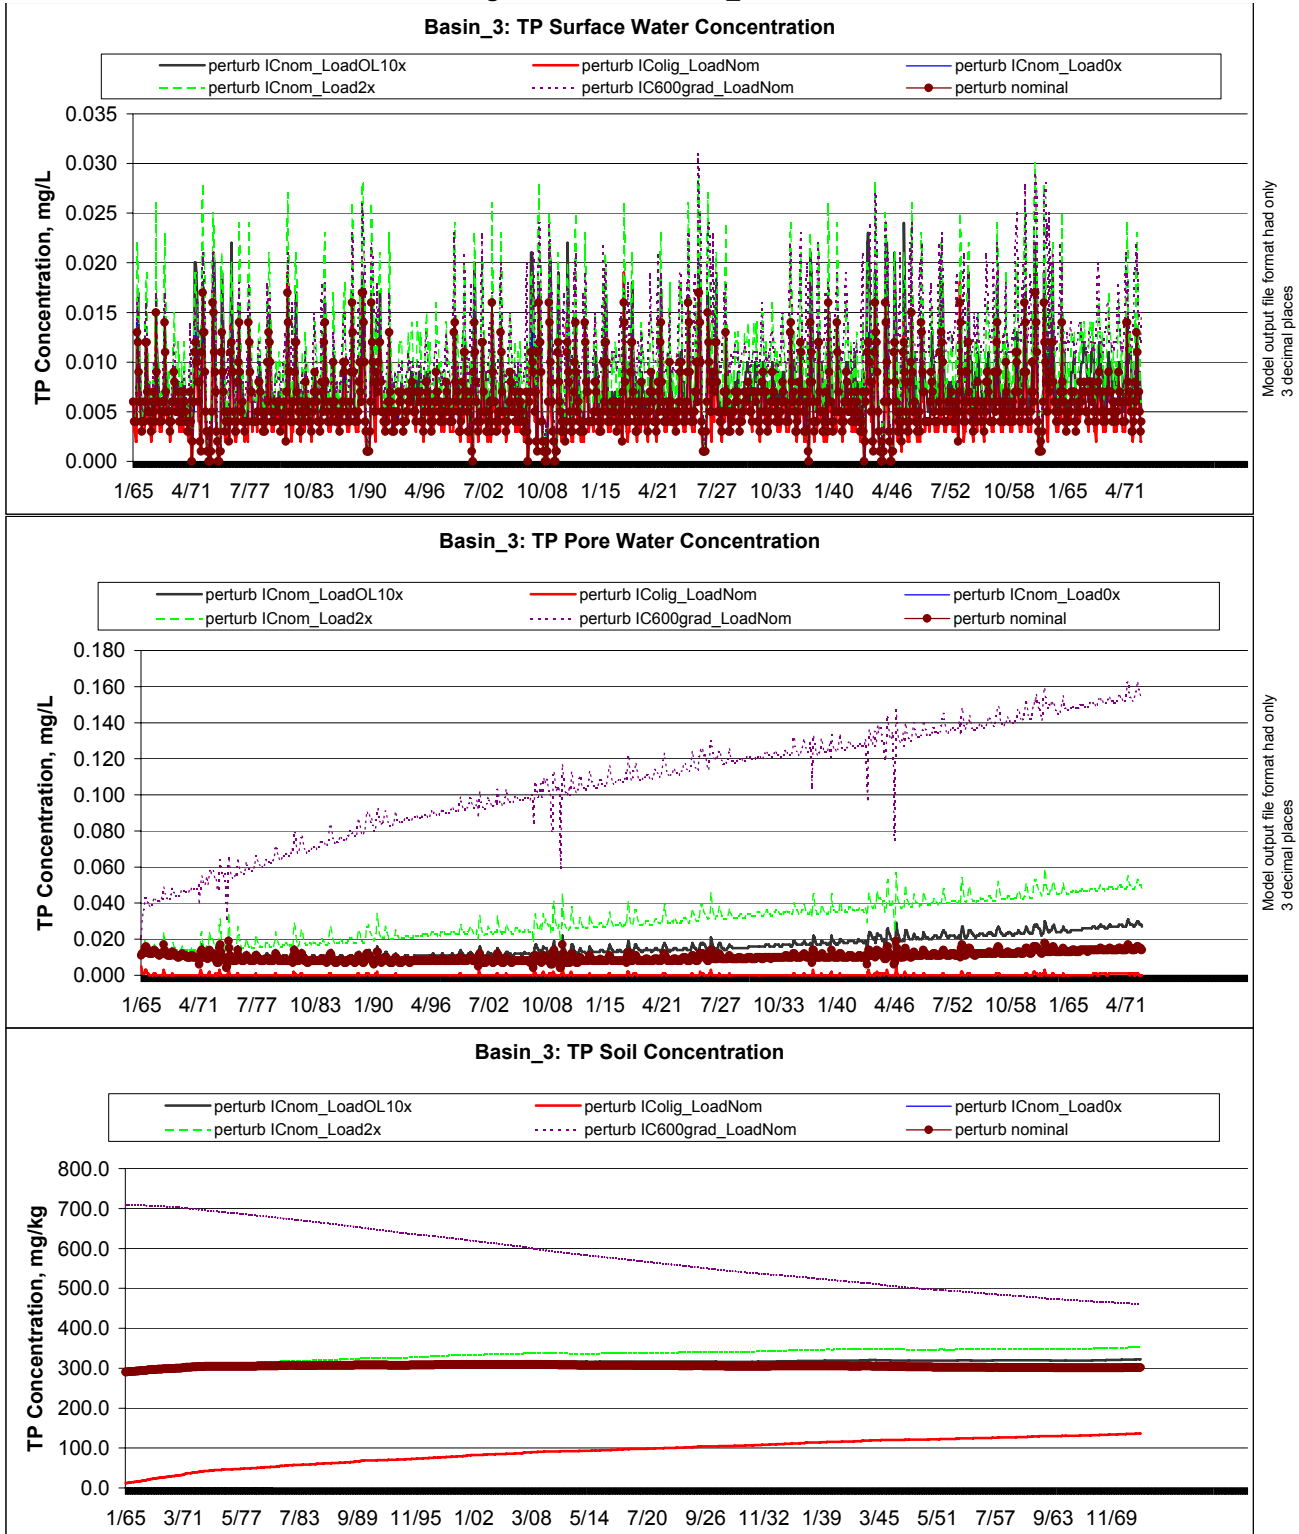 Basin_3: TP Surface Water Concentration
perturb ICnom_LoadOL10x perturb IColig_LoadNom perturb ICnom_Load0x
perturb ICnom_Load2x perturb IC600grad_LoadNom perturb nominal
TP Concentration, mg/L
0.035
0.030
0.025
0.020
0.015
0.010
0.005
0.000
1/65 4/71 7/77 10/83 1/90 4/96 7/02 10/08 1/15 4/21 7/27 10/33 1/40 4/46 7/52 10/58 1/65 4/71
Model output file format had only
3 decimal places
Basin_3: TP Pore Water Concentration
perturb ICnom_LoadOL10x perturb IColig_LoadNom perturb ICnom_Load0x
perturb ICnom_Load2x perturb IC600grad_LoadNom perturb nominal
TP Concentration, mg/L
0.180
0.160
0.140
0.120
0.100
0.080
0.060
0.040
0.020
0.000
1/65 4/71 7/77 10/83 1/90 4/96 7/02 10/08 1/15 4/21 7/27 10/33 1/40 4/46 7/52 10/58 1/65 4/71
Model output file format had only
3 decimal places
Basin_3: TP Soil Concentration
perturb ICnom_LoadOL10x perturb IColig_LoadNom perturb ICnom_Load0x
perturb ICnom_Load2x perturb IC600grad_LoadNom perturb nominal
TP Concentration, mg/kg
800.0
700.0
600.0
500.0
400.0
300.0
200.0
100.0
0.0
1/65 3/71 5/77 7/83 9/89 11/95 1/02 3/08 5/14 7/20 9/26 11/32 1/39 3/45 5/51 7/57 9/63 11/69